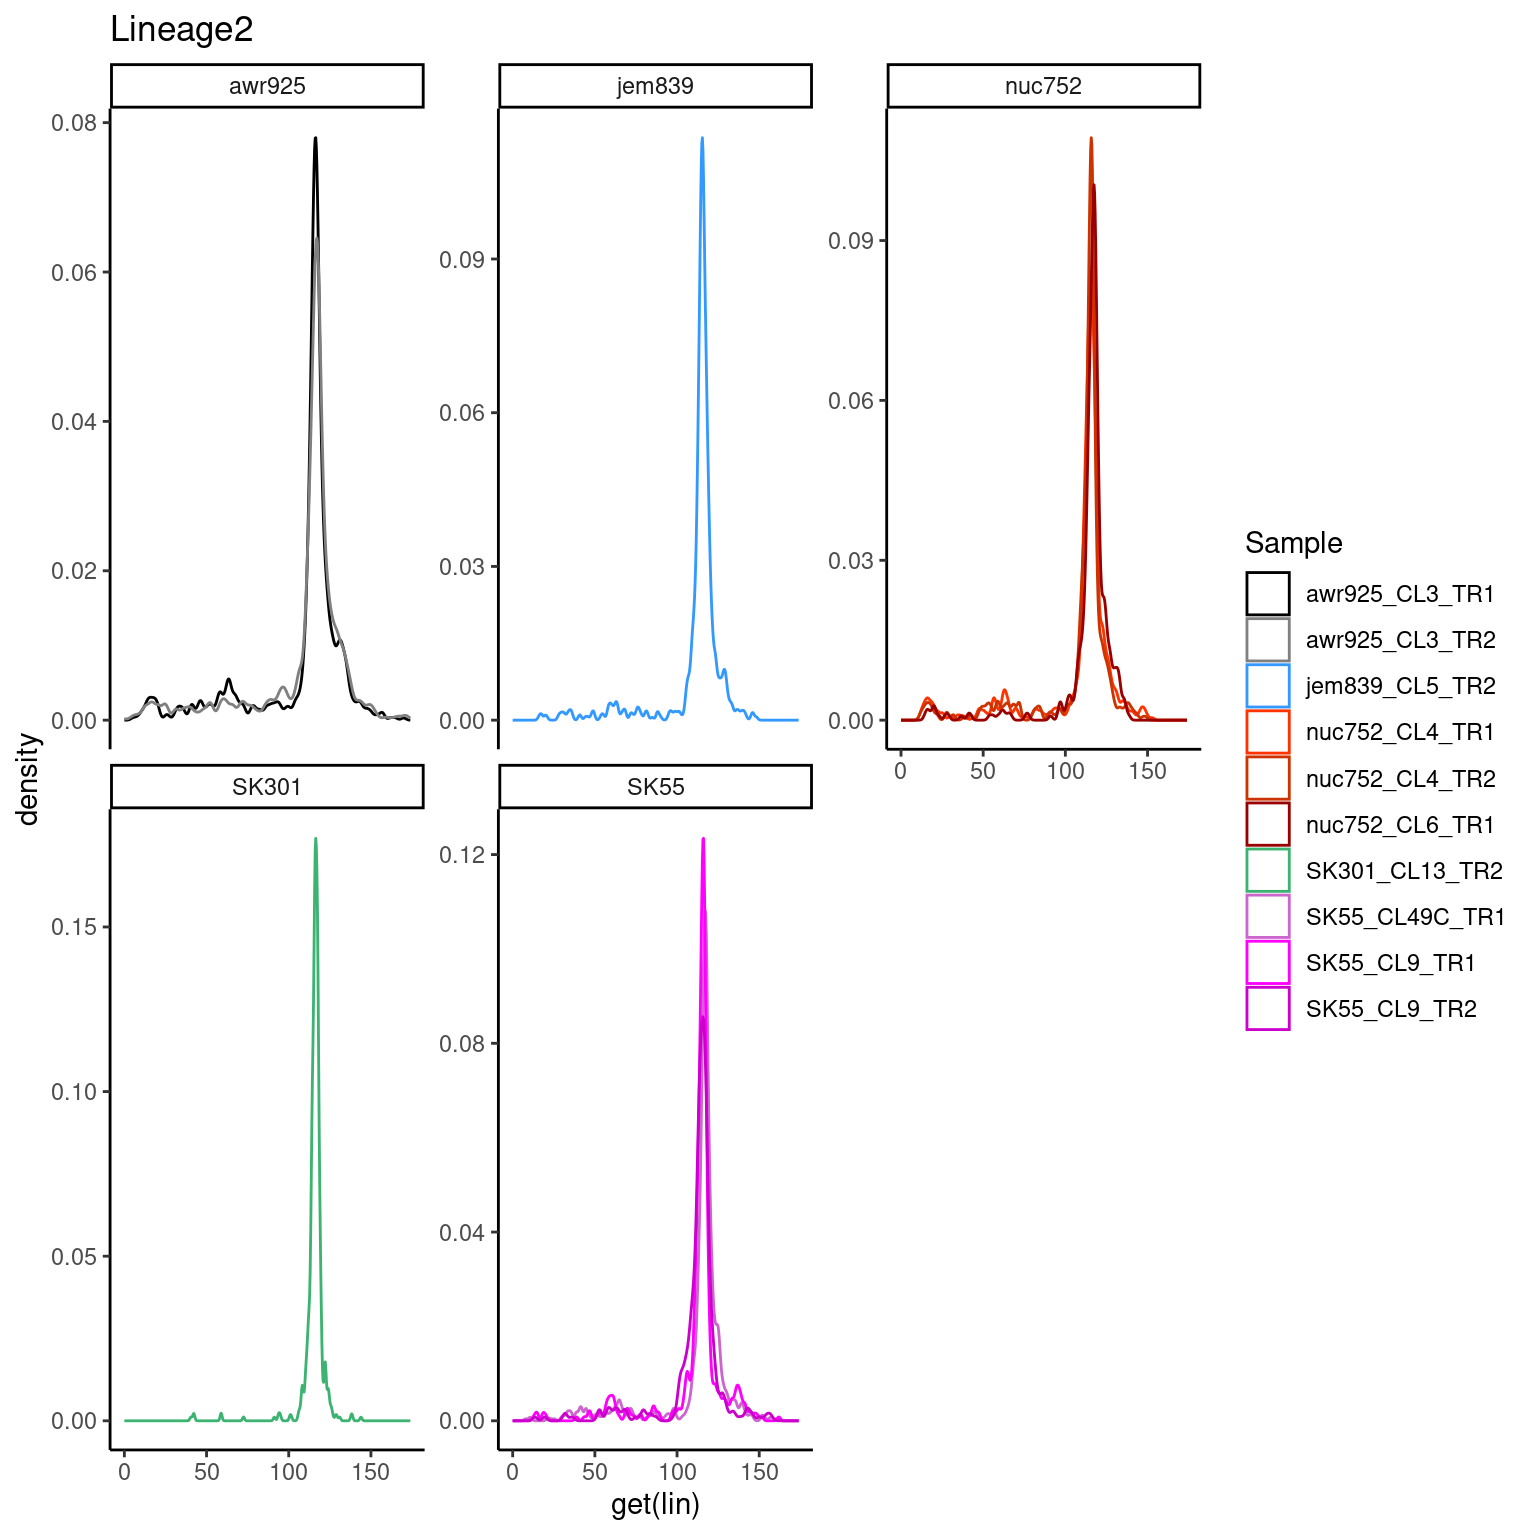 Lineage2
awr925
jem839
nuc752
0.08
0.06
0.04
0.02
0.00
0.09
0.06
0.03
0.00
0.09
0.06
0.03
0.00
0 50 100 150
density
SK301
SK55
0.15
0.10
0.05
0.00
0.12
0.08
0.04
0.00
0 50 100 150
0 50 100 150
get(lin)
Sample
awr925_CL3_TR1
awr925_CL3_TR2
jem839_CL5_TR2
nuc752_CL4_TR1
nuc752_CL4_TR2
nuc752_CL6_TR1
SK301_CL13_TR2
SK55_CL49C_TR1
SK55_CL9_TR1
SK55_CL9_TR2